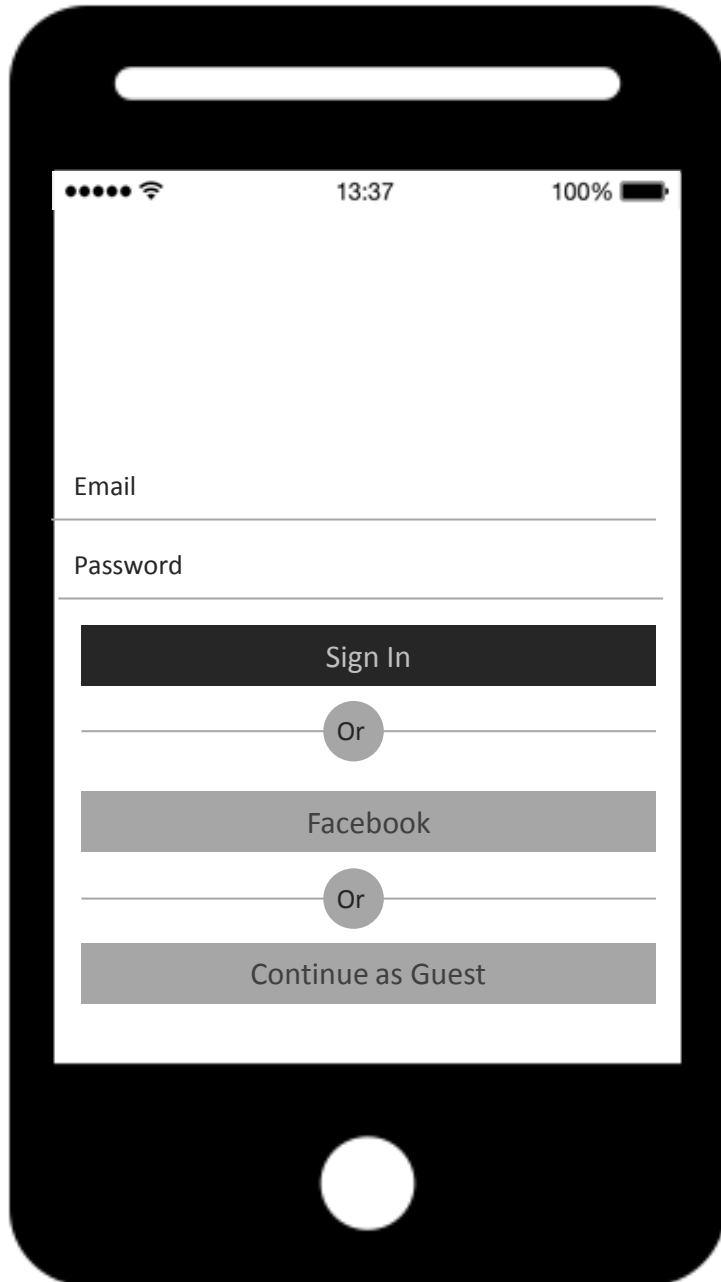 13:37 100%
Email
Password
Sign In
Or
Facebook
Or
Continue as Guest